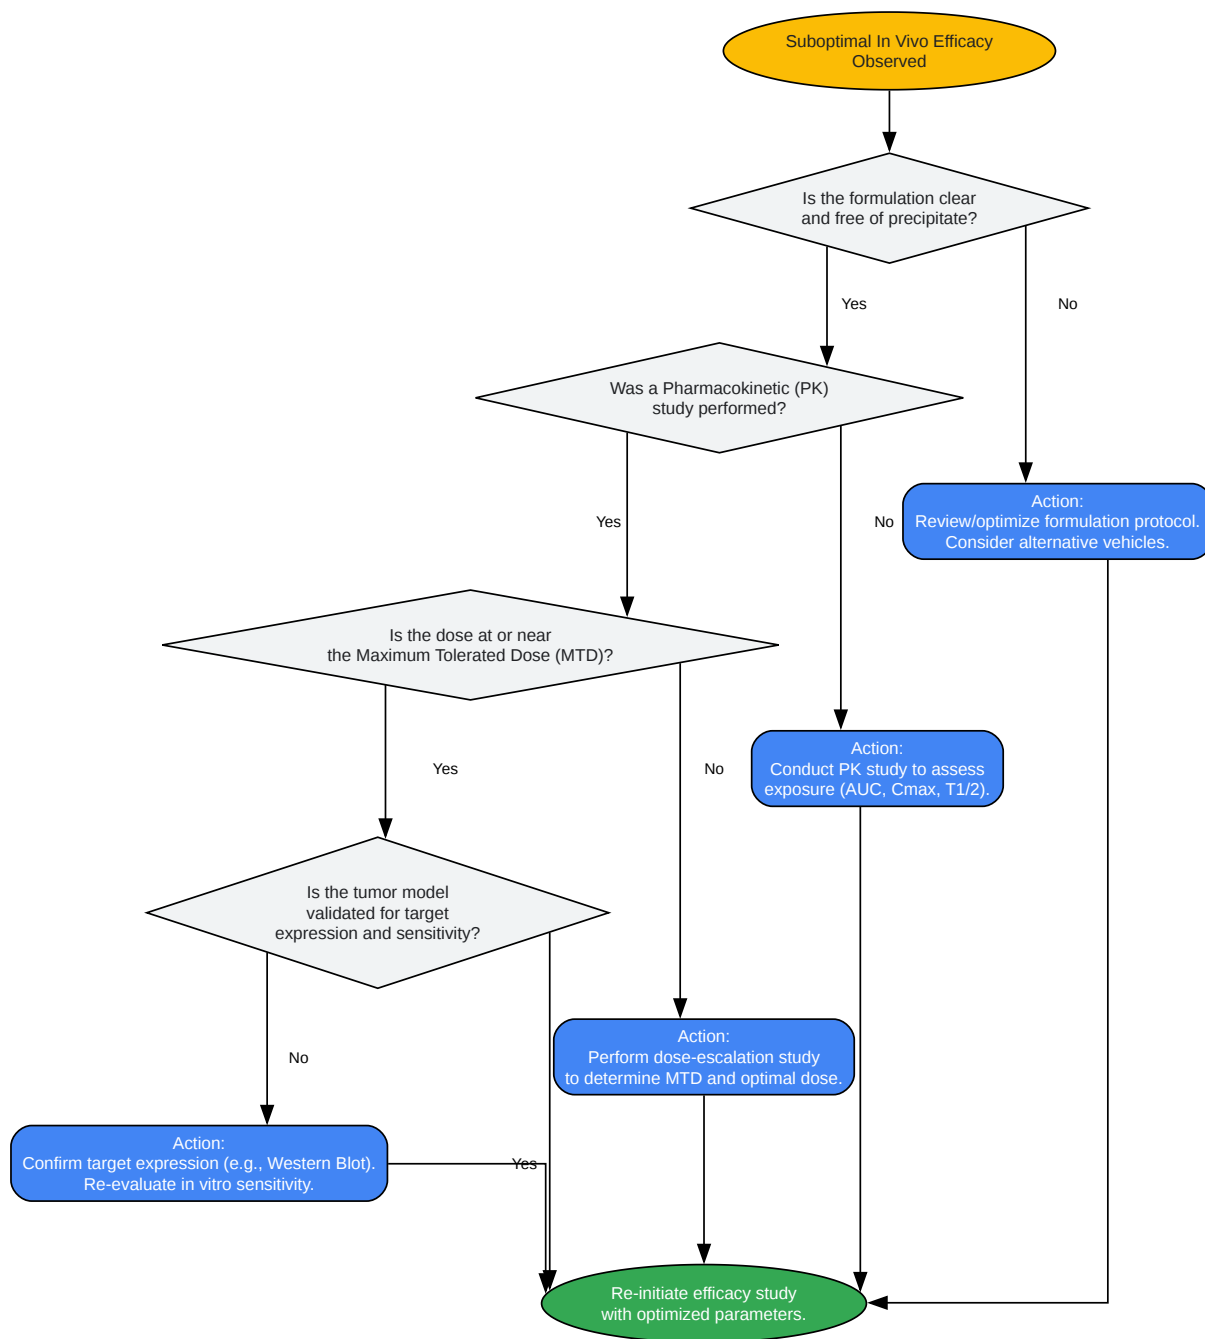 Suboptimal In Vivo Efficacy
Observed
Is the formulation clear
and free of precipitate?
Yes
No
Was a Pharmacokinetic (PK)
study performed?
Yes
No
Action:
Review/optimize formulation protocol.
Consider alternative vehicles.
Is the dose at or near
the Maximum Tolerated Dose (MTD)?
Yes
No
Action:
Conduct PK study to assess
exposure (AUC, Cmax, T1/2).
Is the tumor model
validated for target
expression and sensitivity?
No
Action:
Perform dose-escalation study
to determine MTD and optimal dose.
Action:
Confirm target expression (e.g., Western Blot).
Re-evaluate in vitro sensitivity.
Yes
Re-initiate efficacy study
with optimized parameters.